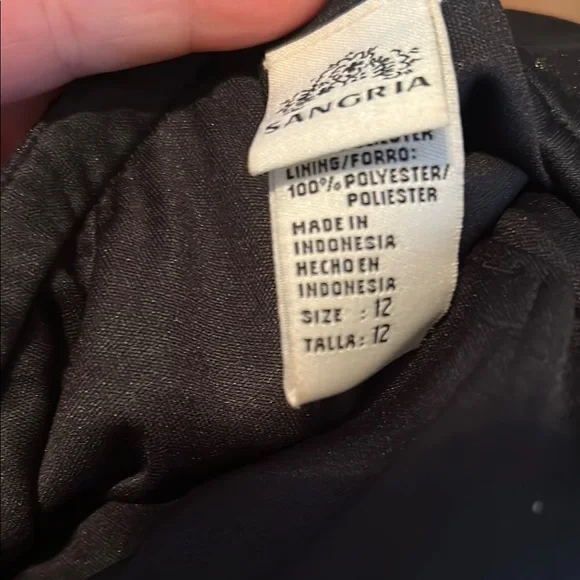 SANGRIA
LINING/FORRO:
100% POLYESTER/
POLIESTER
MADE IN
INDONESIA
HECHO EN
INDONESIA
SIZE : 12
TALLA: 12